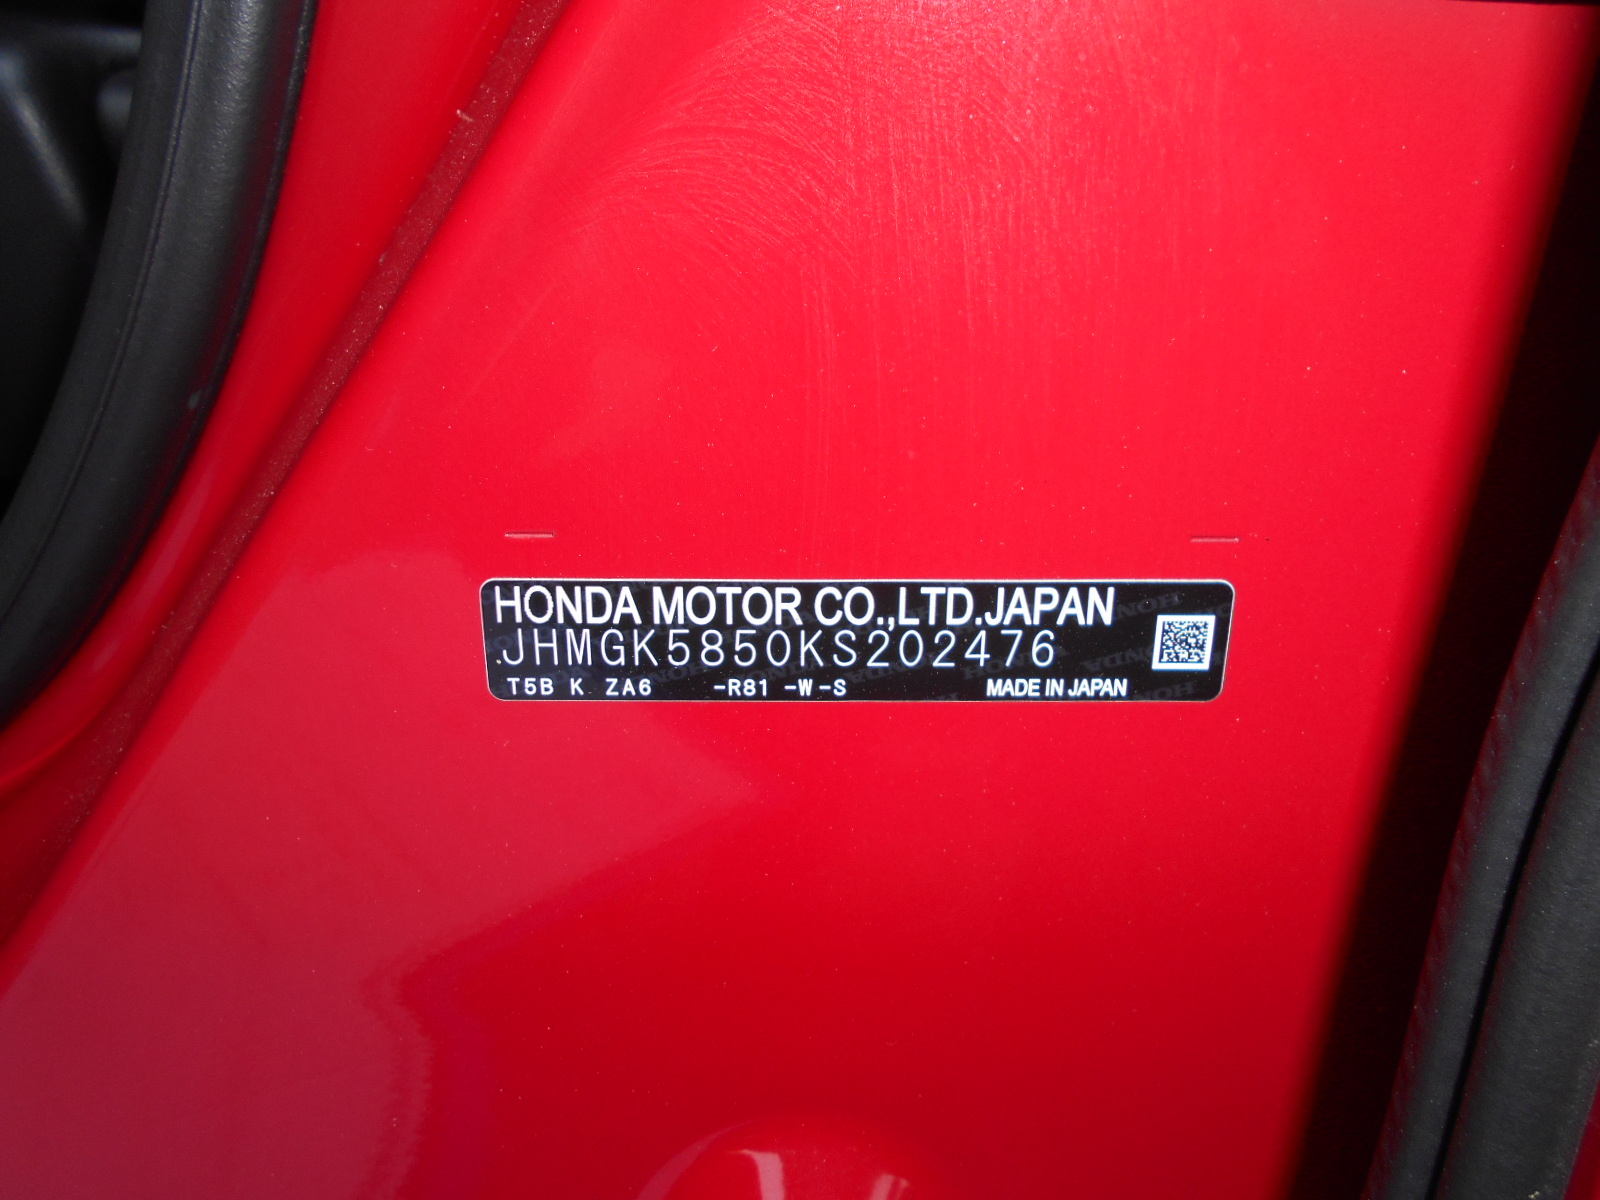 HONDA MOTOR CO.,LTD.JAPAN
JHMGK5850KS202476
T5B K ZA6 -R81 -W-S MADE IN JAPAN